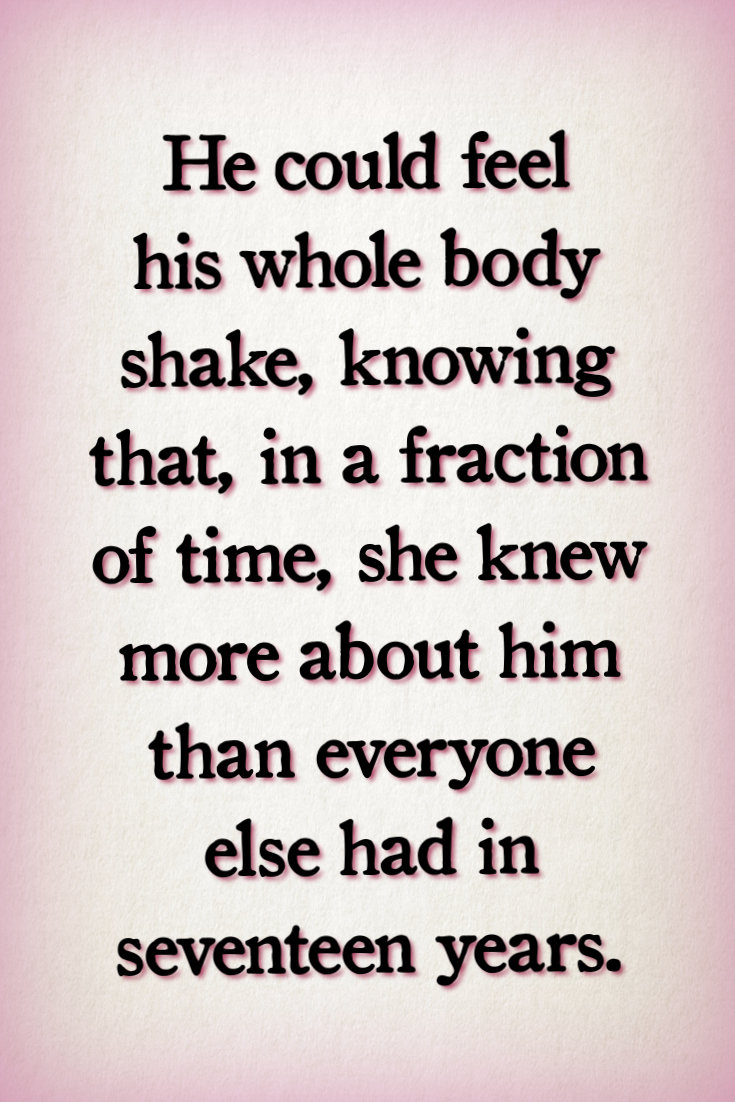 He could feel
his whole body
shake, knowing
that, in a fraction
of time, she knew
more about him
than everyone
else had in
seventeen years.